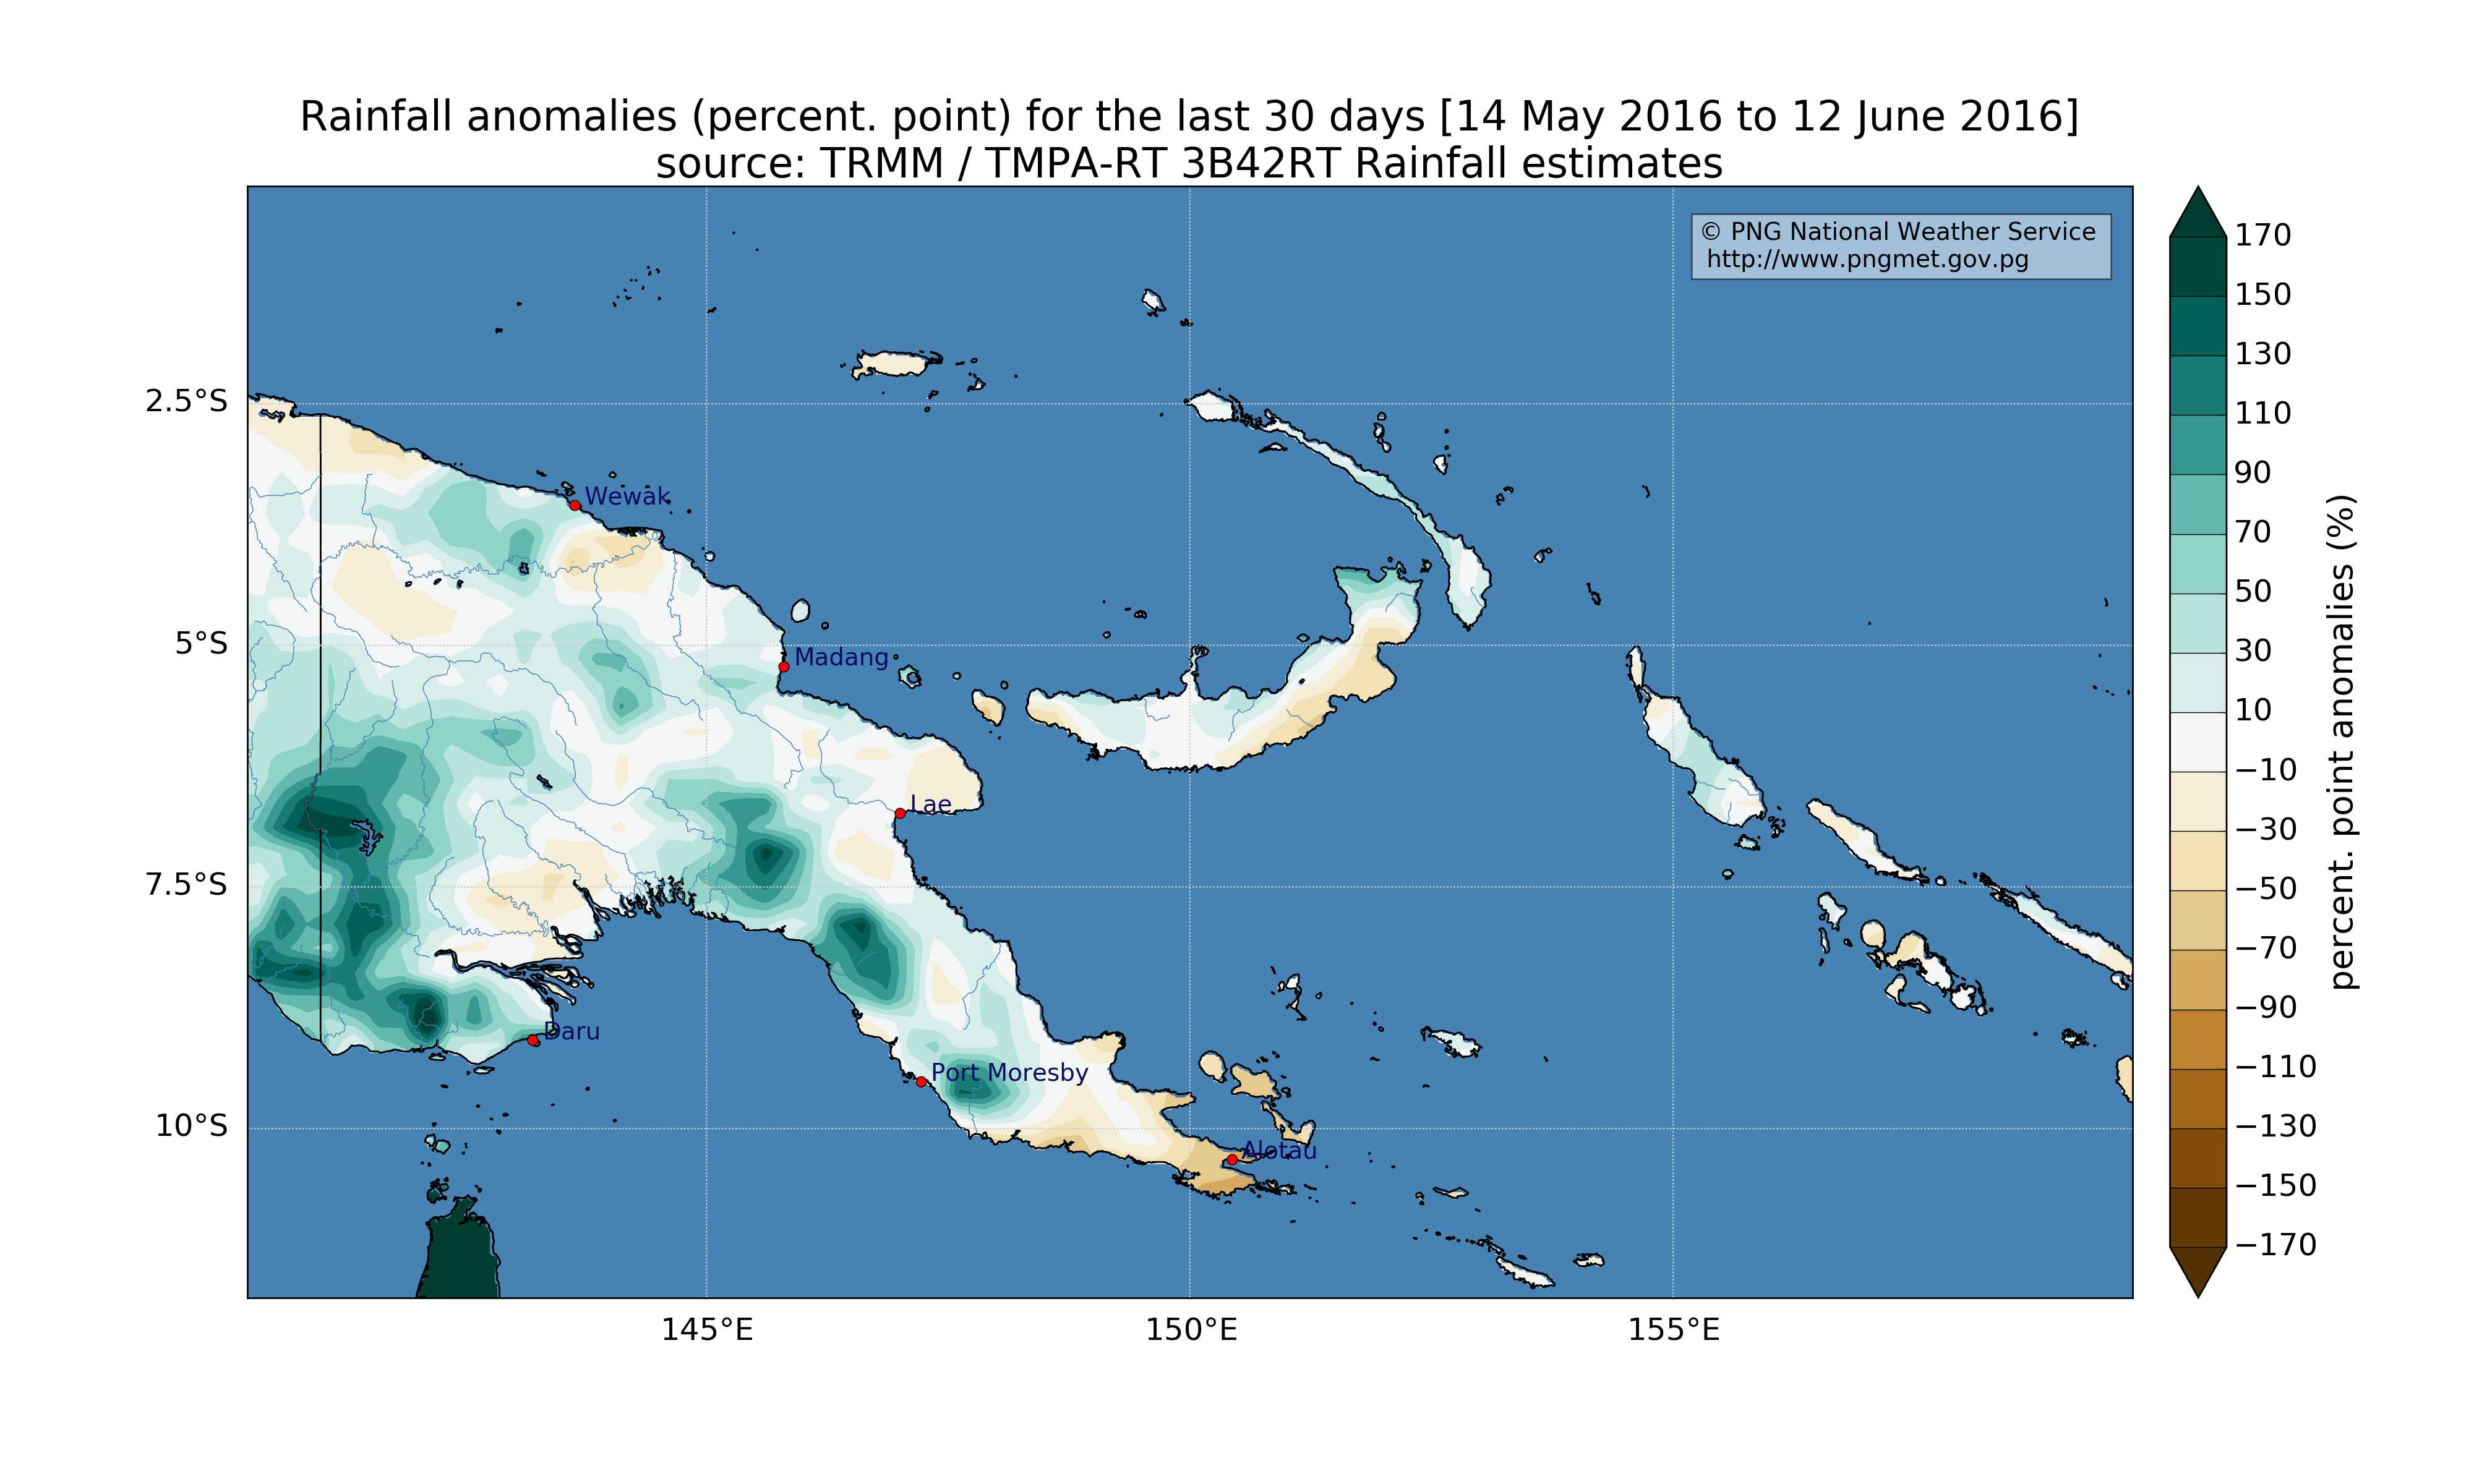 Rainfall anomalies (percent. point) for the last 30 days [14 May 2016 to 12 June 2016]
source: TRMM / TMPA-RT 3B42RT Rainfall estimates
© PNG National Weather Service
http://www.pngmet.gov.pg
2.5°S
5°S
7.5°S
10°S
145°E
150°E
155°E
Wewak
Madang
Lae
Daru
Port Moresby
Alotau
170
150
130
110
90
70
50
30
10
−10
−30
−50
−70
−90
−110
−130
−150
−170
percent. point anomalies (%)